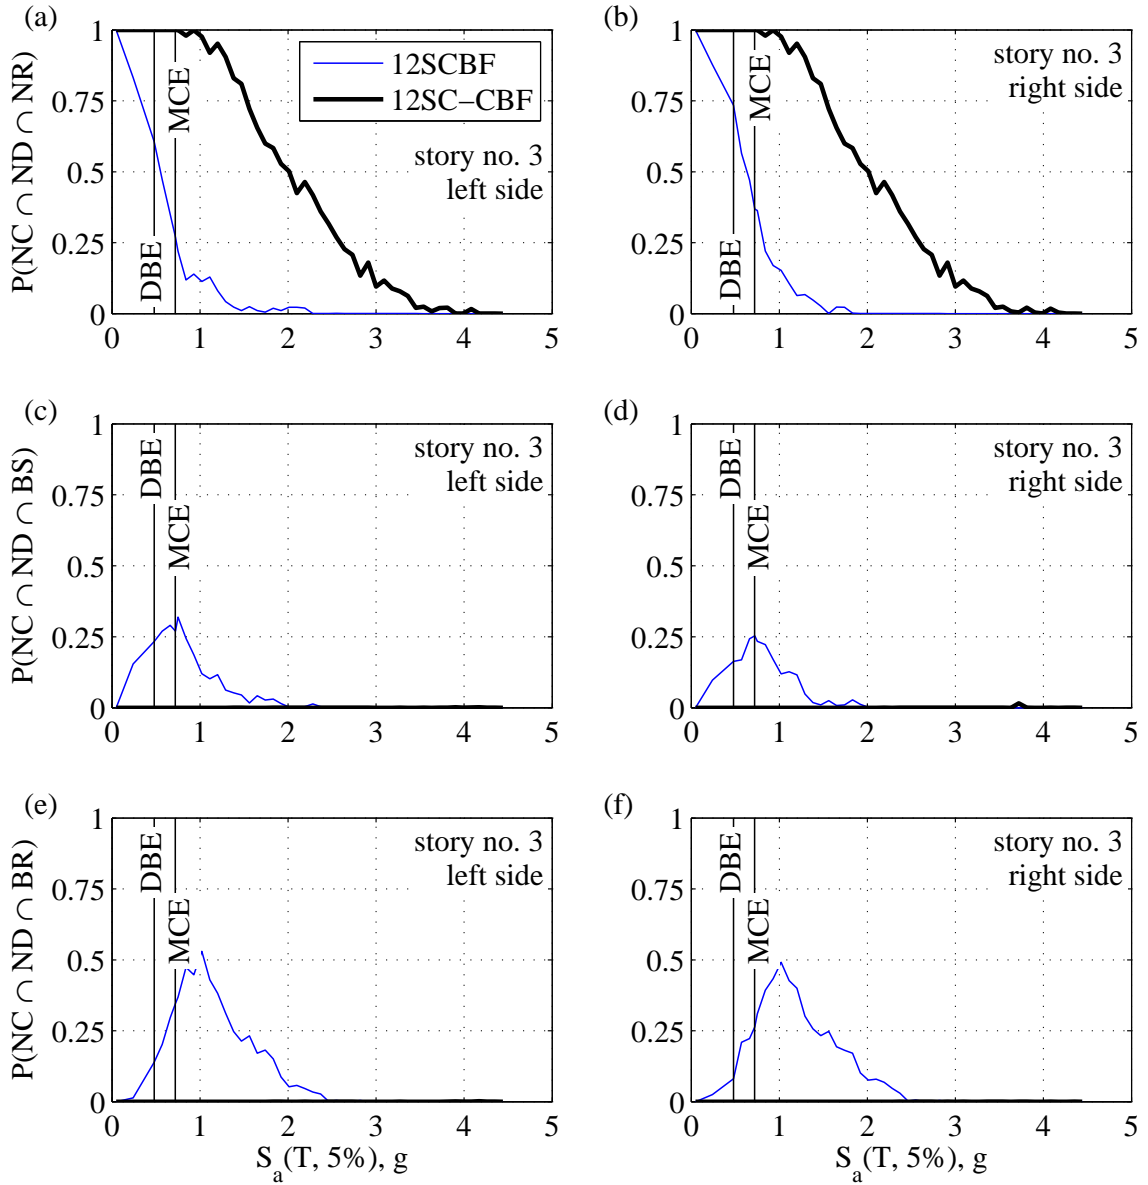 (a)
1
0.75
0.5
0.25
0
P(NC ∩ ND ∩ NR)
DBE
MCE
12SCBF
12SC−CBF
story no. 3
left side
0 1 2 3 4 5
(b)
1
0.75
0.5
0.25
0
DBE
MCE
story no. 3
right side
0 1 2 3 4 5
(c)
1
0.75
0.5
0.25
0
P(NC ∩ ND ∩ BS)
DBE
MCE
story no. 3
left side
0 1 2 3 4 5
(d)
1
0.75
0.5
0.25
0
DBE
MCE
story no. 3
right side
0 1 2 3 4 5
(e)
1
0.75
0.5
0.25
0
P(NC ∩ ND ∩ BR)
DBE
MCE
story no. 3
left side
0 1 2 3 4 5
S_a(T, 5%), g
(f)
1
0.75
0.5
0.25
0
DBE
MCE
story no. 3
right side
0 1 2 3 4 5
S_a(T, 5%), g